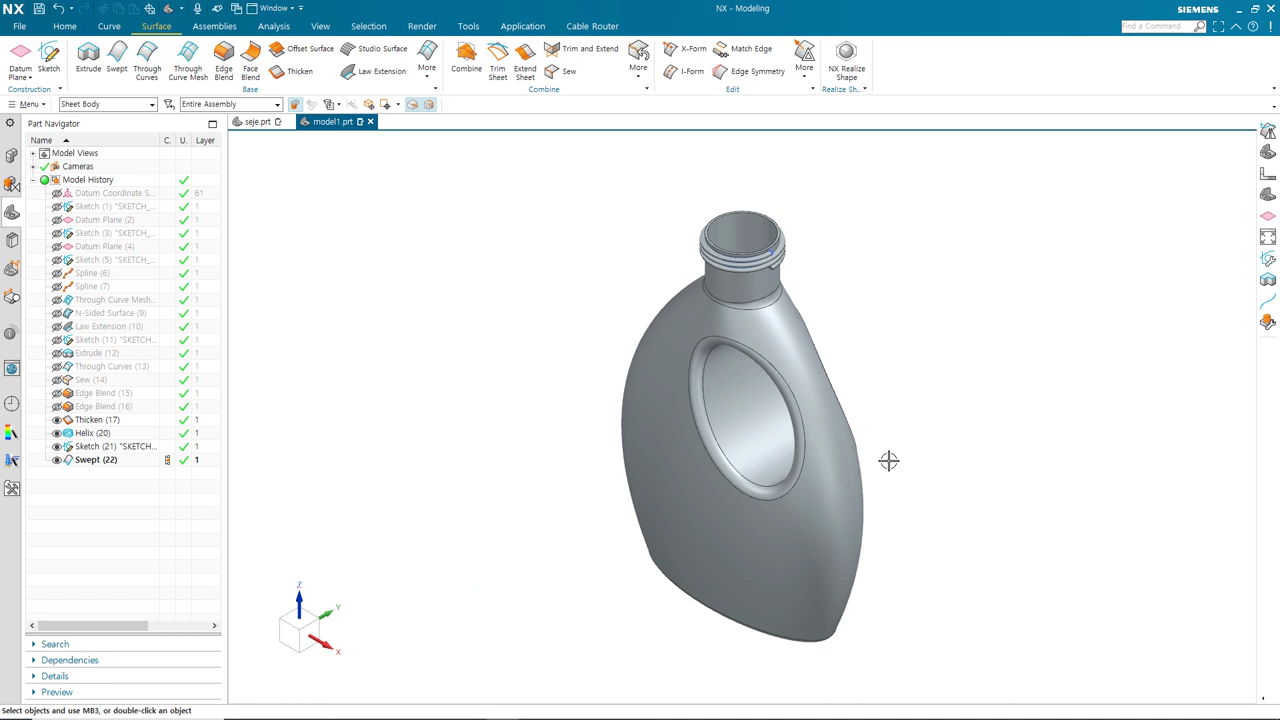 NX
Window
NX - Modeling
SIEMENS
File Home Curve Surface Assemblies Analysis View Selection Render Tools Application Cable Router
Find a Command
Datum Plane
Sketch
Extrude
Swept
Through Curves
Through Curve Mesh
Edge Blend
Face Blend
Offset Surface
Thicken
Studio Surface
Law Extension
More
Combine
Trim Sheet
Extend Sheet
Trim and Extend
Sew
More
X-Form
I-Form
Match Edge
Edge Symmetry
More
NX Realize Shape
Construction Base Combine Edit Realize Sh...
Menu Sheet Body Entire Assembly
Part Navigator
seje.prt model1.prt
Name C. U. Layer
Model Views
Cameras
Model History
Datum Coordinate S... 61
Sketch (1) "SKETCH_... 1
Datum Plane (2) 1
Sketch (3) "SKETCH_... 1
Datum Plane (4) 1
Sketch (5) "SKETCH_... 1
Spline (6) 1
Spline (7) 1
Through Curve Mesh... 1
N-Sided Surface (9) 1
Law Extension (10) 1
Sketch (11) "SKETCH... 1
Extrude (12) 1
Through Curves (13) 1
Sew (14) 1
Edge Blend (15) 1
Edge Blend (16) 1
Thicken (17) 1
Helix (20) 1
Sketch (21) "SKETCH... 1
Swept (22) 1
Search
Dependencies
Details
Preview
Z
Y
X
Select objects and use MB3, or double-click an object